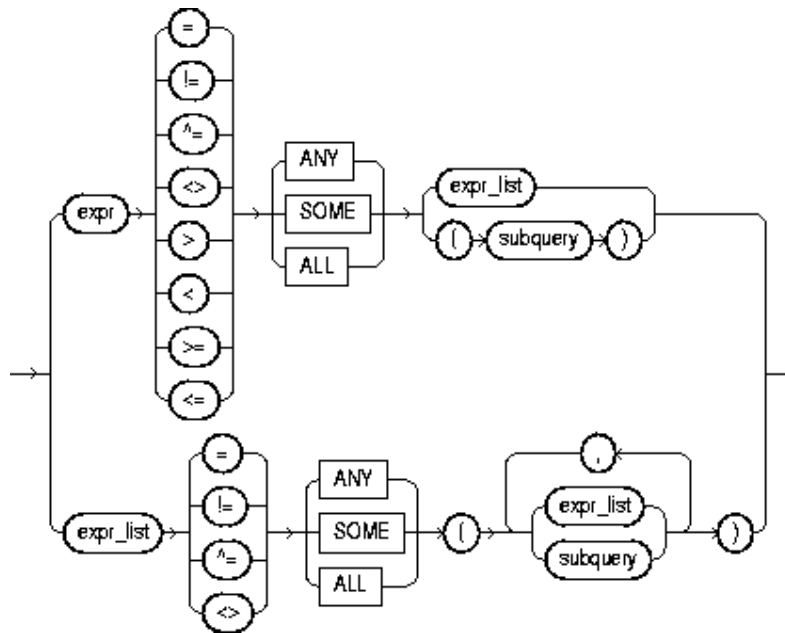 =
!=
^=
<>
>
<
>=
<=
expr
ANY
SOME
ALL
expr_list
( subquery )
expr_list
=
!=
^=
<>
ANY
SOME
ALL
(
,
expr_list
subquery
)